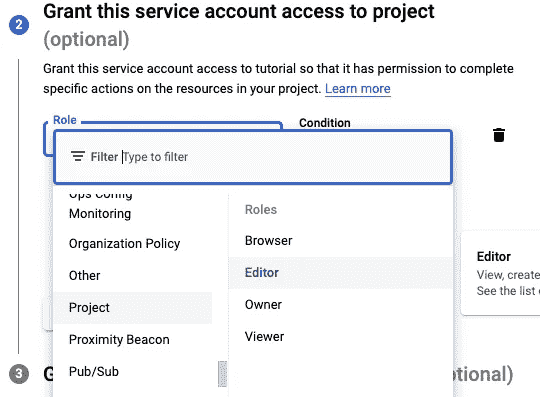 2
Grant this service account access to project
(optional)
Grant this service account access to tutorial so that it has permission to complete
specific actions on the resources in your project. Learn more
Role
Condition
Filter Type to filter
Ops Config
Monitoring
Organization Policy
Other
Project
Proximity Beacon
Pub/Sub
Roles
Browser
Editor
Owner
Viewer
Editor
View, create
See the list
3
G